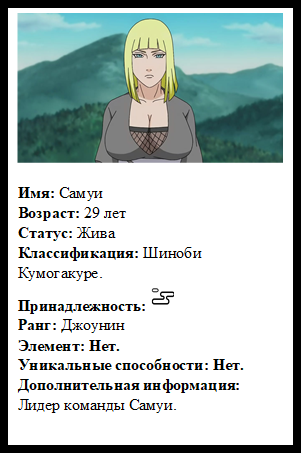 Имя: Самуи
Возраст: 29 лет
Статус: Жива
Классификация: Шиноби
Кумогакуре.
Принадлежность:
Ранг: Джоунин
Элемент: Нет.
Уникальные способности: Нет.
Дополнительная информация:
Лидер команды Самуи.